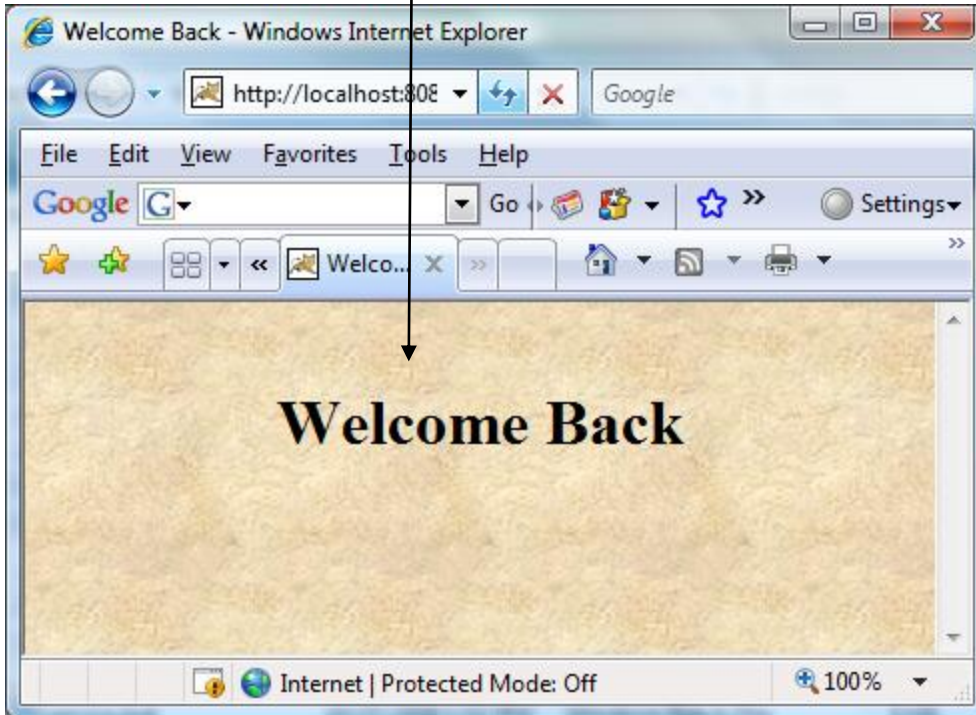 Welcome Back - Windows Internet Explorer
http://localhost:808 Google
File Edit View Favorites Tools Help
Google G Go » Settings
« Welco... X » »
Welcome Back
Internet | Protected Mode: Off 100%